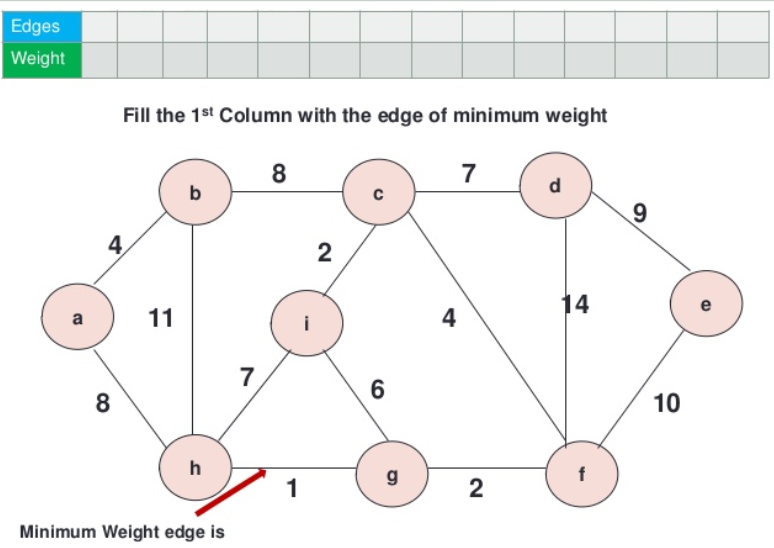 Edges
Weight
Fill the 1st Column with the edge of minimum weight
b 8 c 7 d
9
4
2
a 11 i 4 14 e
7 6
8 10
h 1 g 2 f
Minimum Weight edge is